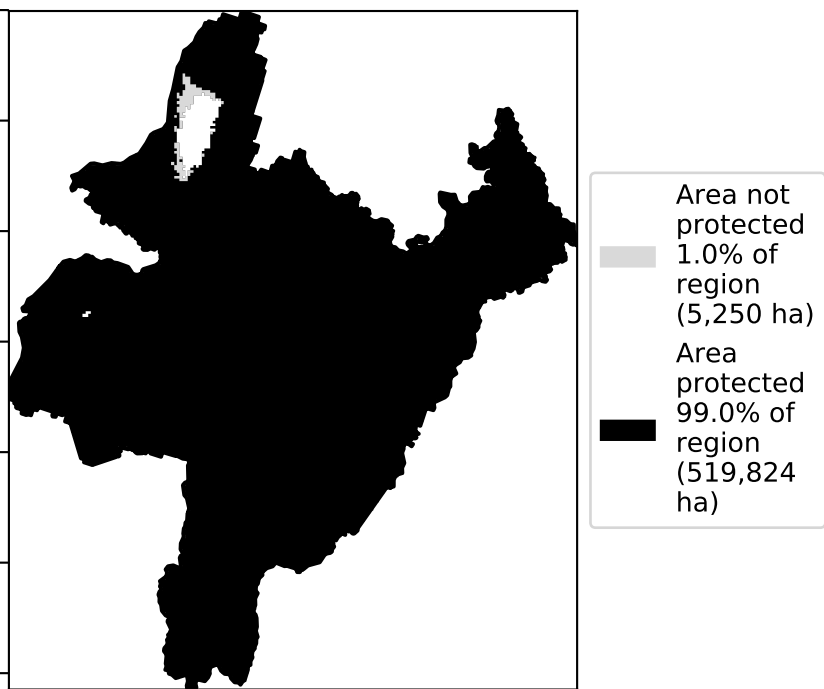 Area not
protected
1.0% of
region
(5,250 ha)
Area
protected
99.0% of
region
(519,824
ha)